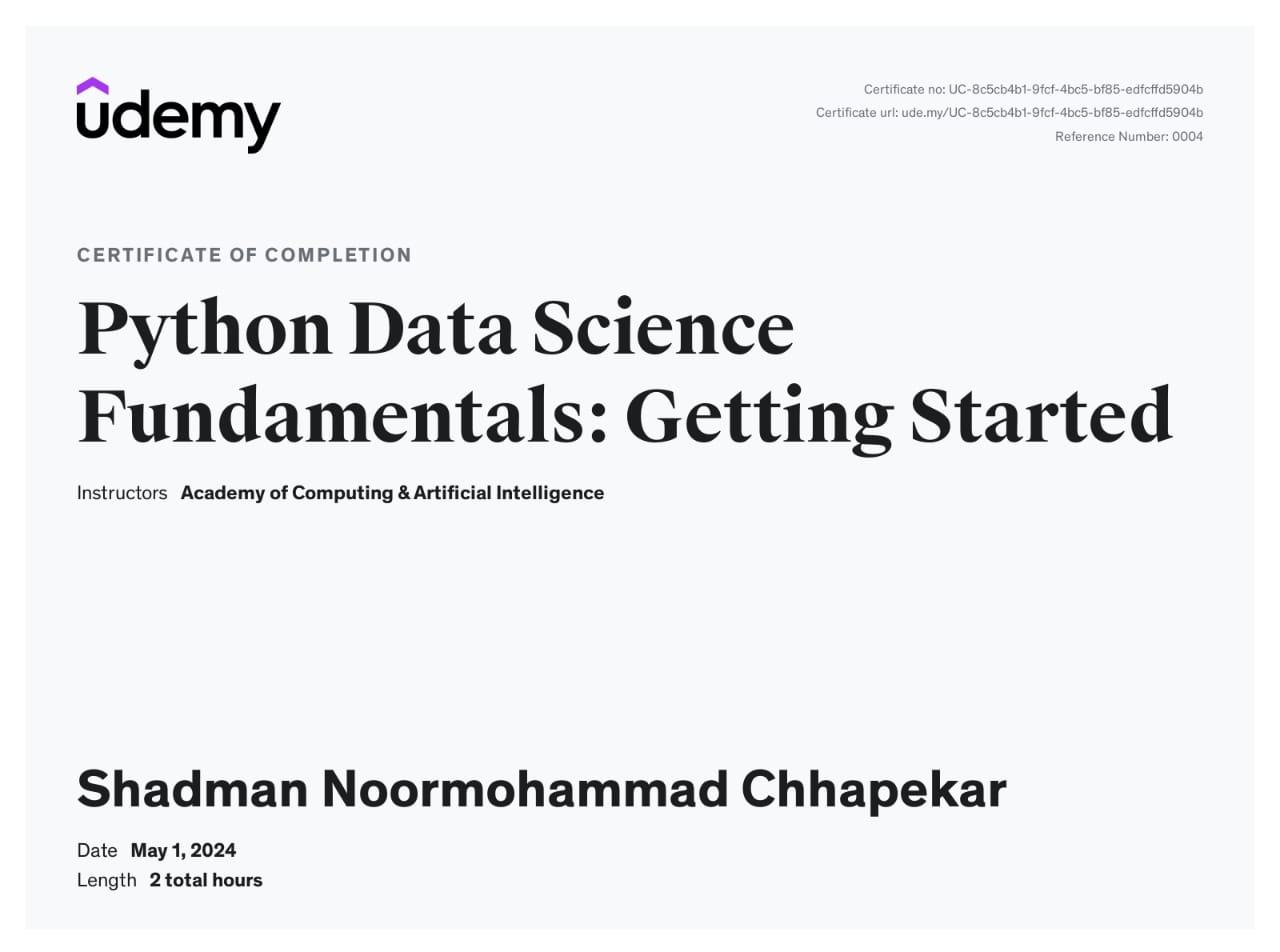 udemy
Certificate no: UC-8c5cb4b1-9fcf-4bc5-bf85-edfcffd5904b
Certificate url: ude.my/UC-8c5cb4b1-9fcf-4bc5-bf85-edfcffd5904b
Reference Number: 0004
CERTIFICATE OF COMPLETION
Python Data Science
Fundamentals: Getting Started
Instructors Academy of Computing & Artificial Intelligence
Shadman Noormohammad Chhapekar
Date May 1, 2024
Length 2 total hours